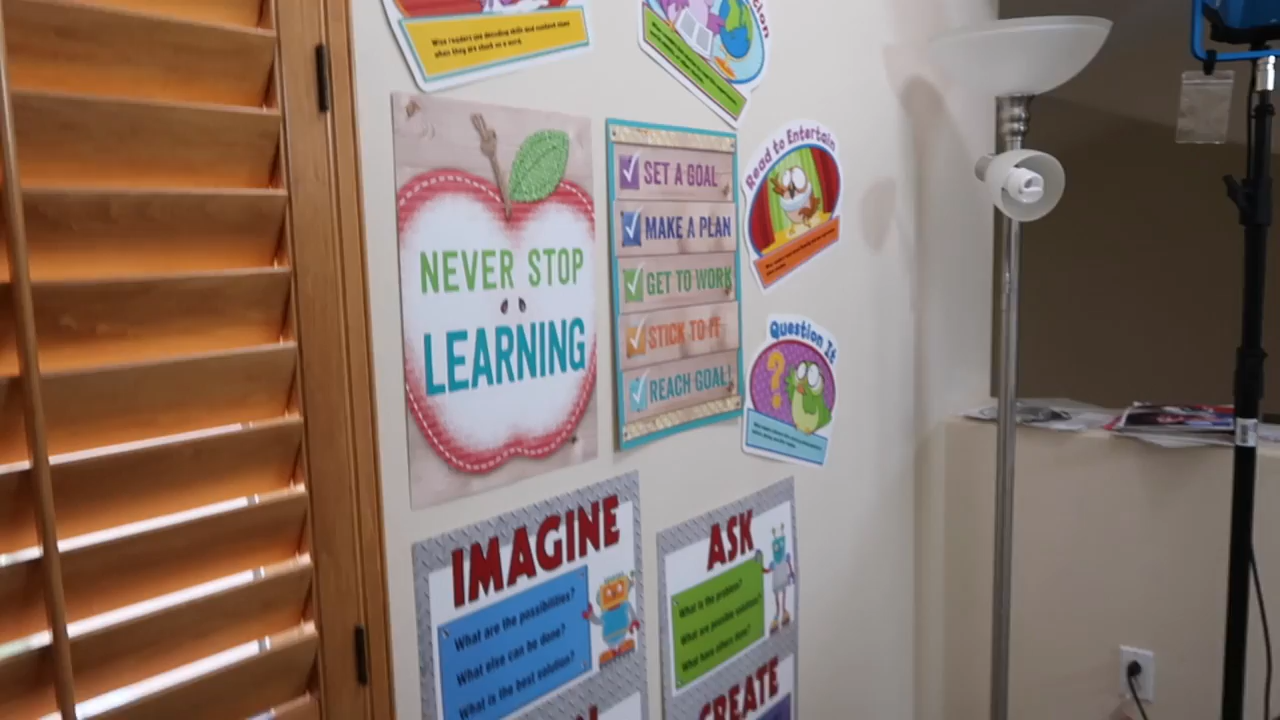 Wise readers use decoding skills and context clues
when they are stuck on a word.
NEVER STOP
LEARNING
SET A GOAL
MAKE A PLAN
GET TO WORK
STICK TO IT
REACH GOAL!
Read to Entertain
Question It
IMAGINE
What are the possibilities?
What else can be done?
What is the best solution?
ASK
What is the problem?
What are possible solutions?
What have others done?
CREATE